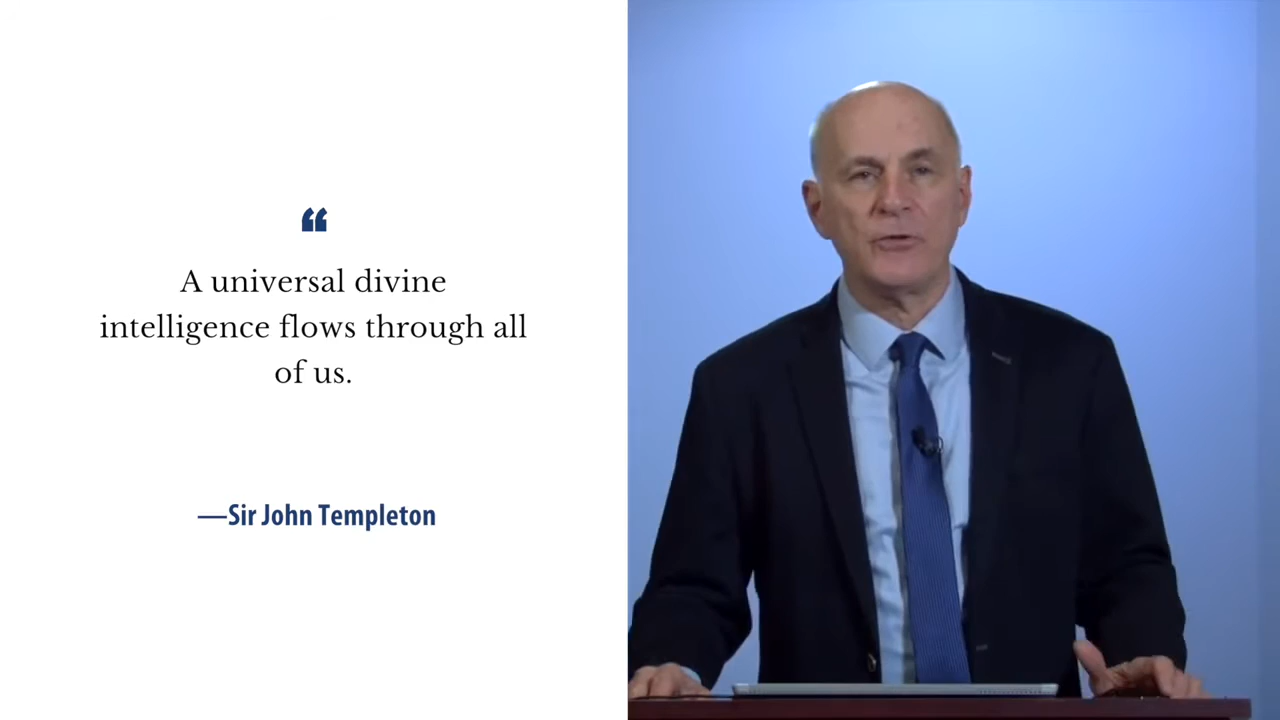 “
A universal divine
intelligence flows through all
of us.
—Sir John Templeton